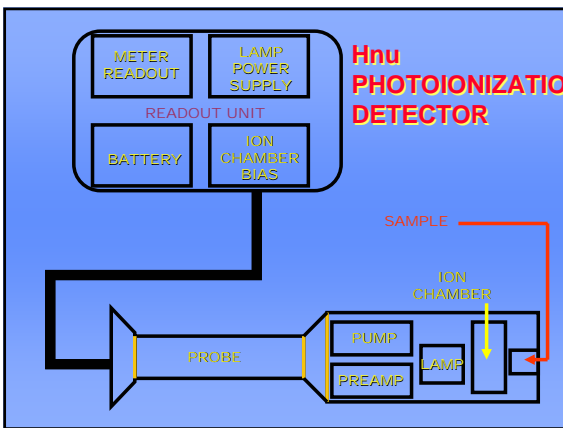 Hnu
PHOTOIONIZATIO
DETECTOR
METER
READOUT
LAMP
POWER
SUPPLY
READOUT UNIT
BATTERY
ION
CHAMBER
BIAS
SAMPLE
ION
CHAMBER
PUMP
PROBE
LAMP
PREAMP